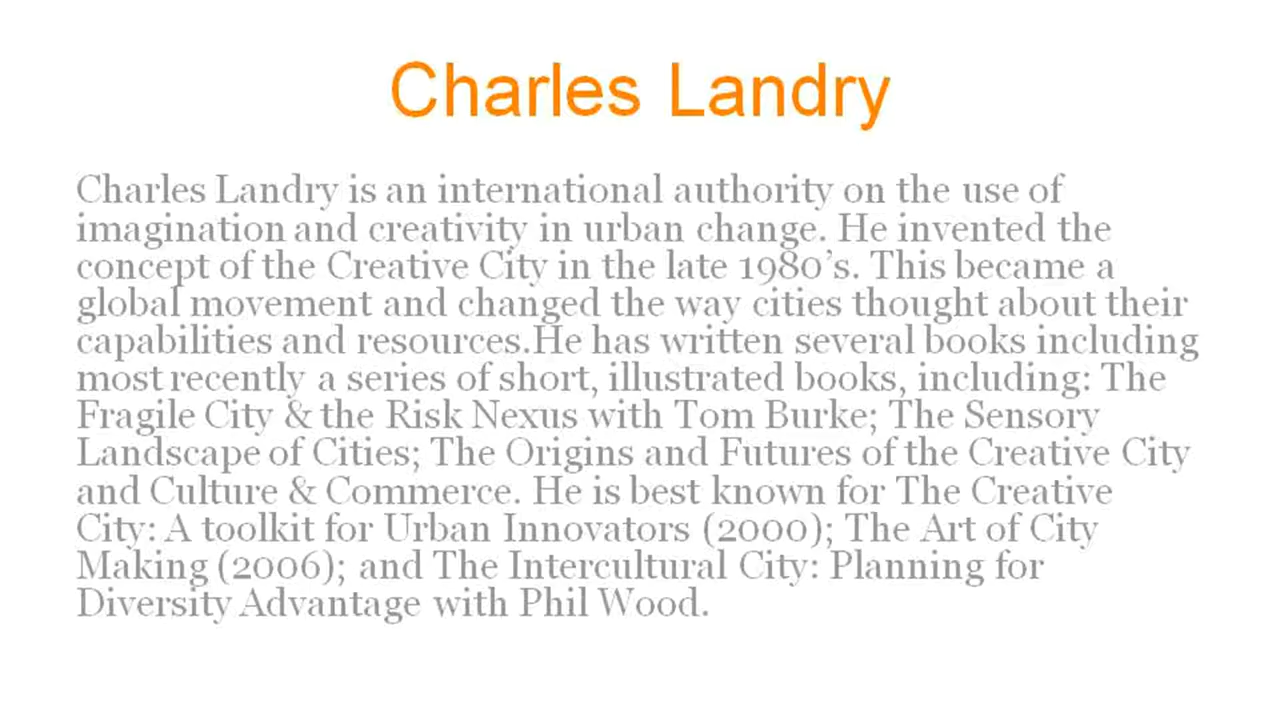 Charles Landry
Charles Landry is an international authority on the use of
imagination and creativity in urban change. He invented the
concept of the Creative City in the late 1980’s. This became a
global movement and changed the way cities thought about their
capabilities and resources.He has written several books including
most recently a series of short, illustrated books, including: The
Fragile City & the Risk Nexus with Tom Burke; The Sensory
Landscape of Cities; The Origins and Futures of the Creative City
and Culture & Commerce. He is best known for The Creative
City: A toolkit for Urban Innovators (2000); The Art of City
Making (2006); and The Intercultural City: Planning for
Diversity Advantage with Phil Wood.